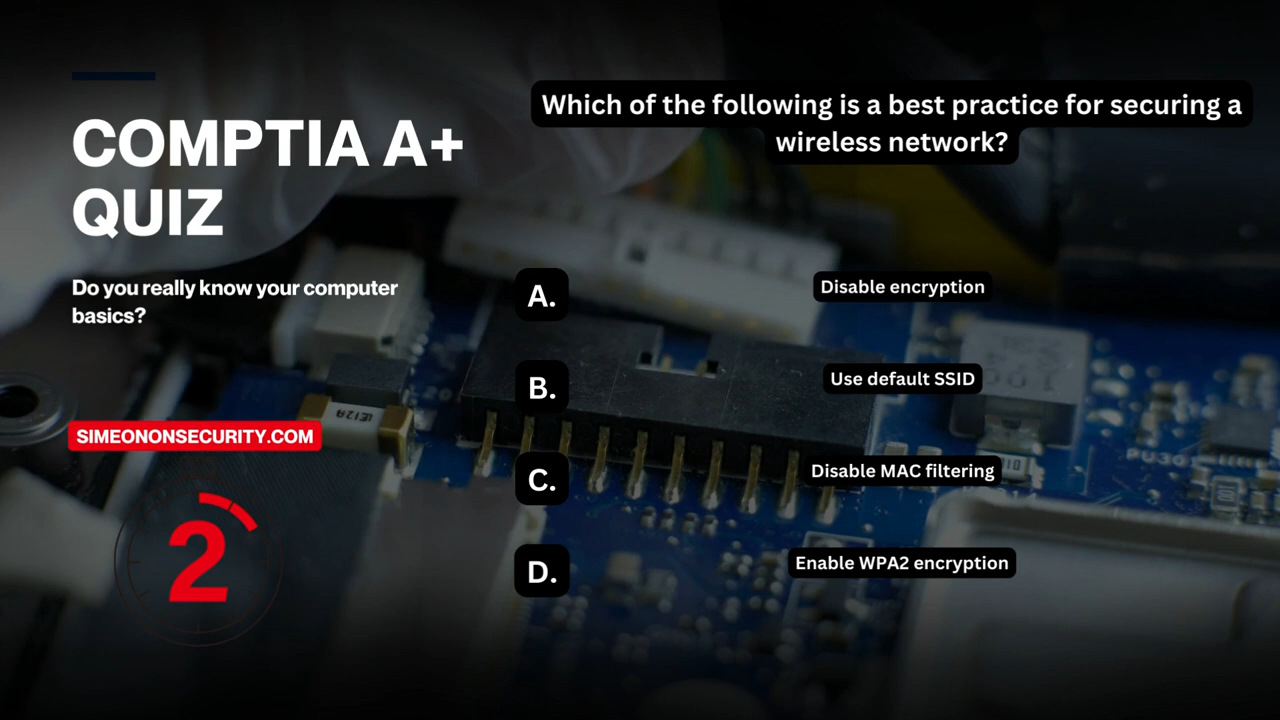 COMPTIA A+
QUIZ
Do you really know your computer
basics?
SIMEONONSECURITY.COM
2
Which of the following is a best practice for securing a
wireless network?
A.
Disable encryption
B.
Use default SSID
C.
Disable MAC filtering
D.
Enable WPA2 encryption